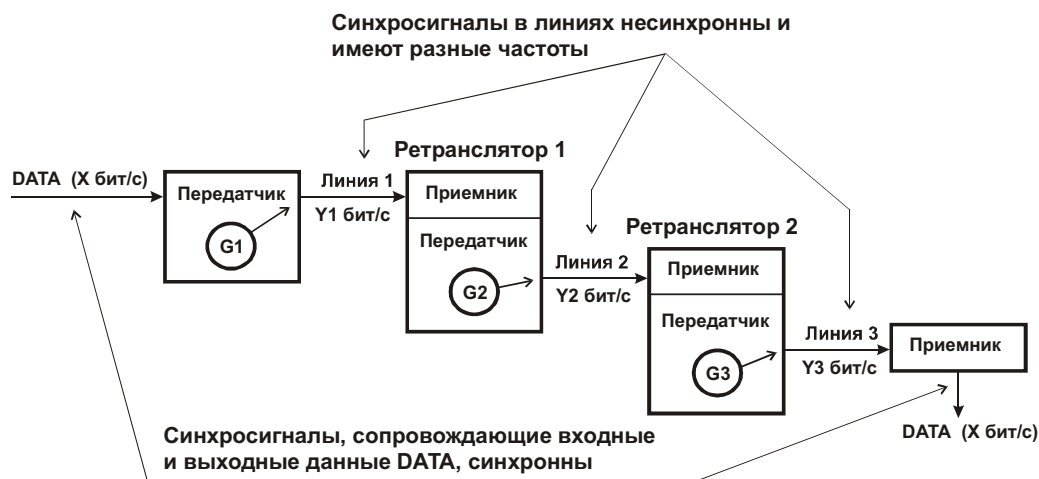 Синхросигналы в линиях несинхронны и
имеют разные частоты
Ретранслятор 1
DATA (X бит/с)
Передатчик
G1
Линия 1
Y1 бит/с
Приемник
Передатчик
G2
Ретранслятор 2
Линия 2
Y2 бит/с
Приемник
Передатчик
G3
Линия 3
Y3 бит/с
Приемник
DATA (X бит/с)
Синхросигналы, сопровождающие входные
и выходные данные DATA, синхронны